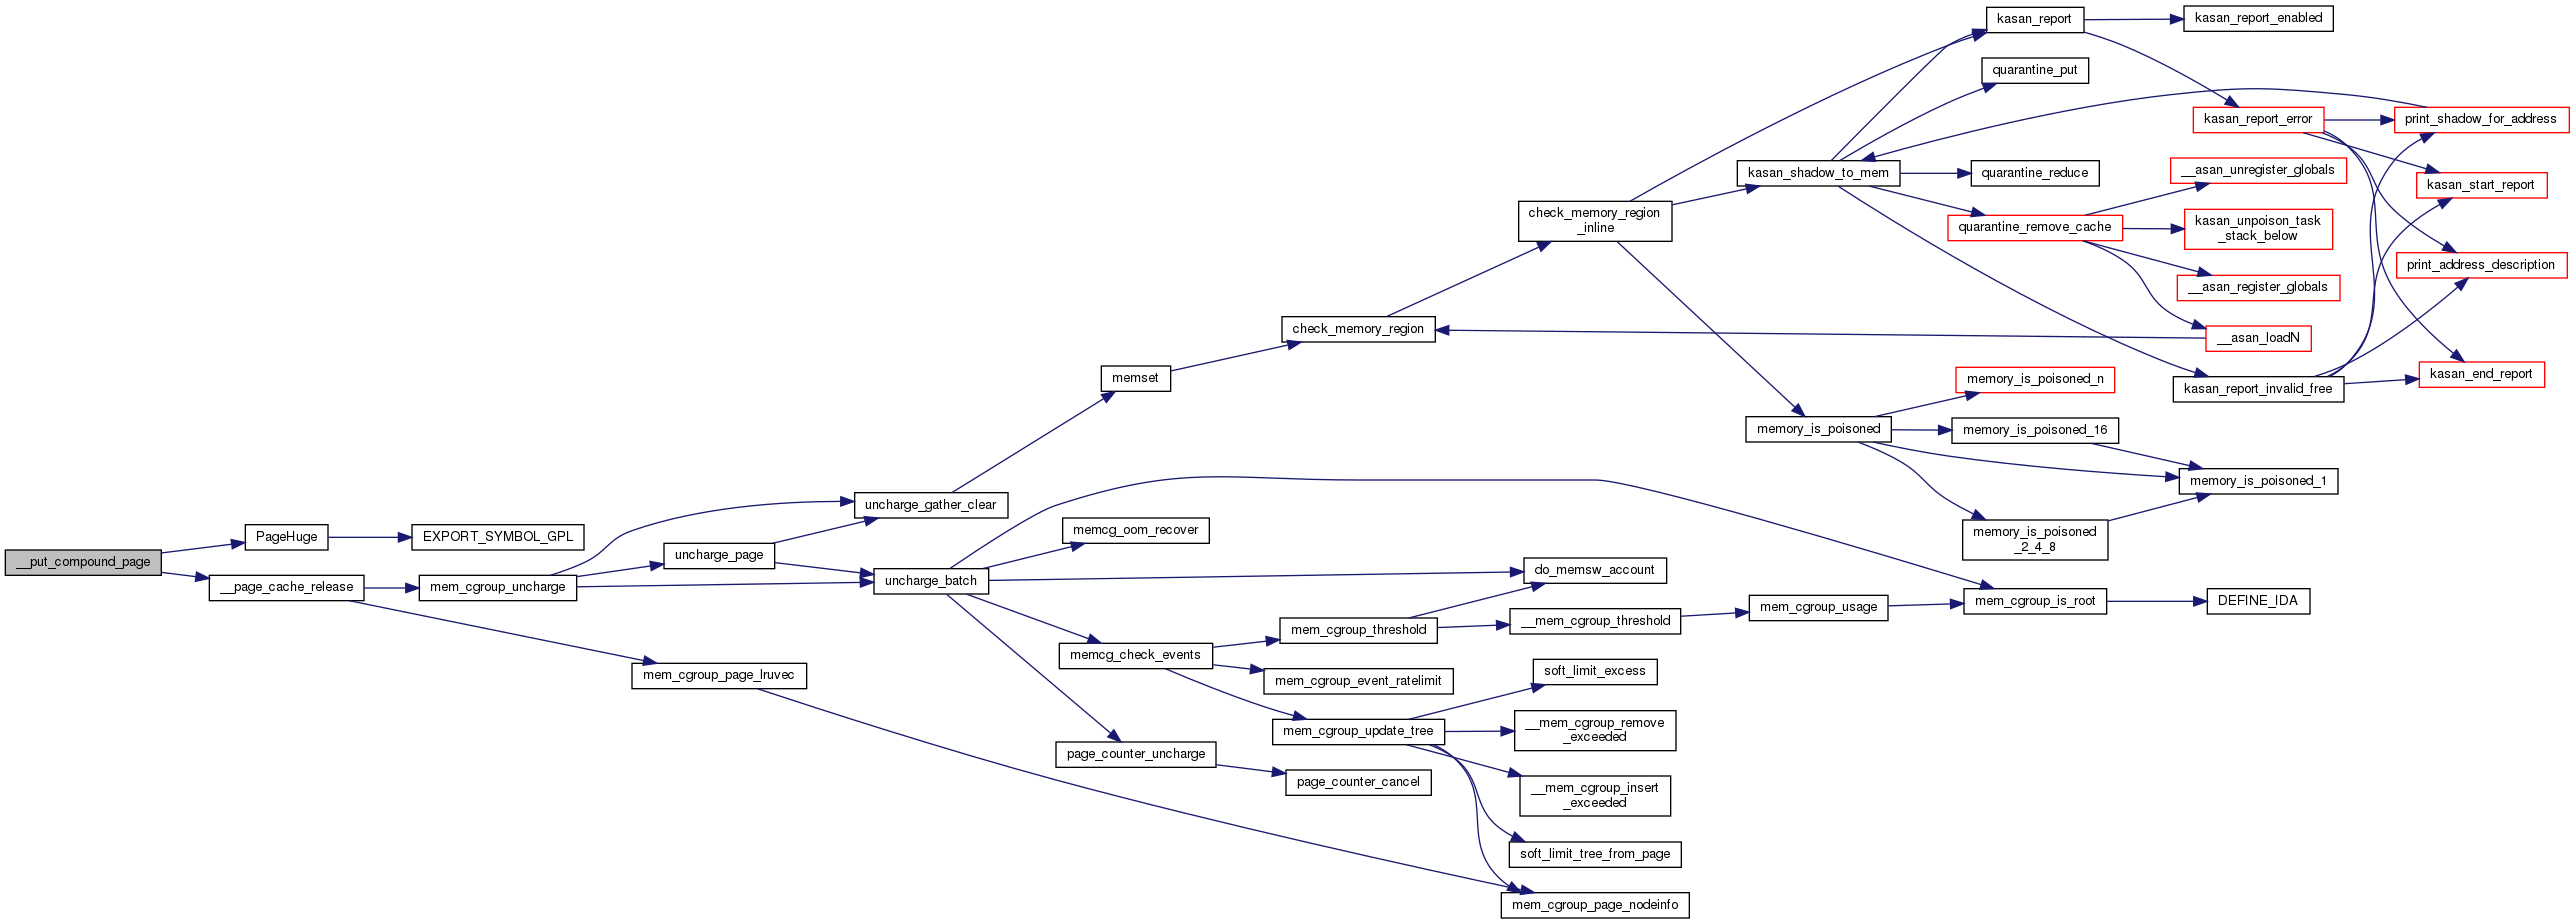 __put_compound_page
PageHuge
EXPORT_SYMBOL_GPL
__page_cache_release
mem_cgroup_uncharge
mem_cgroup_page_lruvec
uncharge_page
uncharge_gather_clear
uncharge_batch
memset
memcg_oom_recover
memcg_check_events
page_counter_uncharge
check_memory_region
mem_cgroup_threshold
mem_cgroup_event_ratelimit
mem_cgroup_update_tree
page_counter_cancel
check_memory_region
_inline
do_memsw_account
__mem_cgroup_threshold
soft_limit_excess
__mem_cgroup_remove
_exceeded
__mem_cgroup_insert
_exceeded
soft_limit_tree_from_page
mem_cgroup_page_nodeinfo
kasan_shadow_to_mem
memory_is_poisoned
mem_cgroup_usage
kasan_report
quarantine_put
quarantine_reduce
quarantine_remove_cache
memory_is_poisoned_n
memory_is_poisoned_16
memory_is_poisoned
_2_4_8
mem_cgroup_is_root
kasan_report_enabled
kasan_report_error
__asan_unregister_globals
kasan_unpoison_task
_stack_below
__asan_register_globals
__asan_loadN
kasan_report_invalid_free
memory_is_poisoned_1
DEFINE_IDA
print_shadow_for_address
kasan_start_report
print_address_description
kasan_end_report